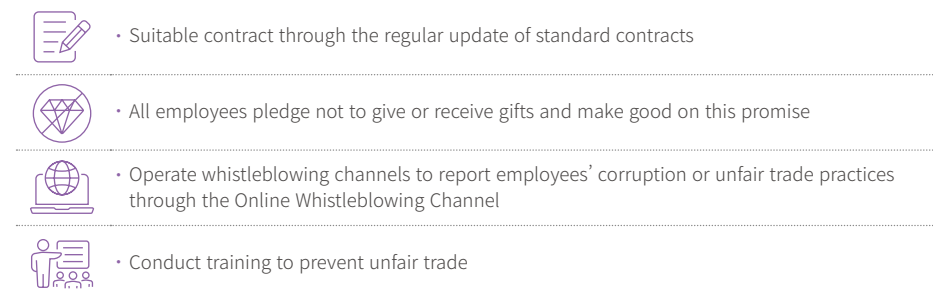 · Suitable contract through the regular update of standard contracts
· All employees pledge not to give or receive gifts and make good on this promise
· Operate whistleblowing channels to report employees’ corruption or unfair trade practices
through the Online Whistleblowing Channel
· Conduct training to prevent unfair trade